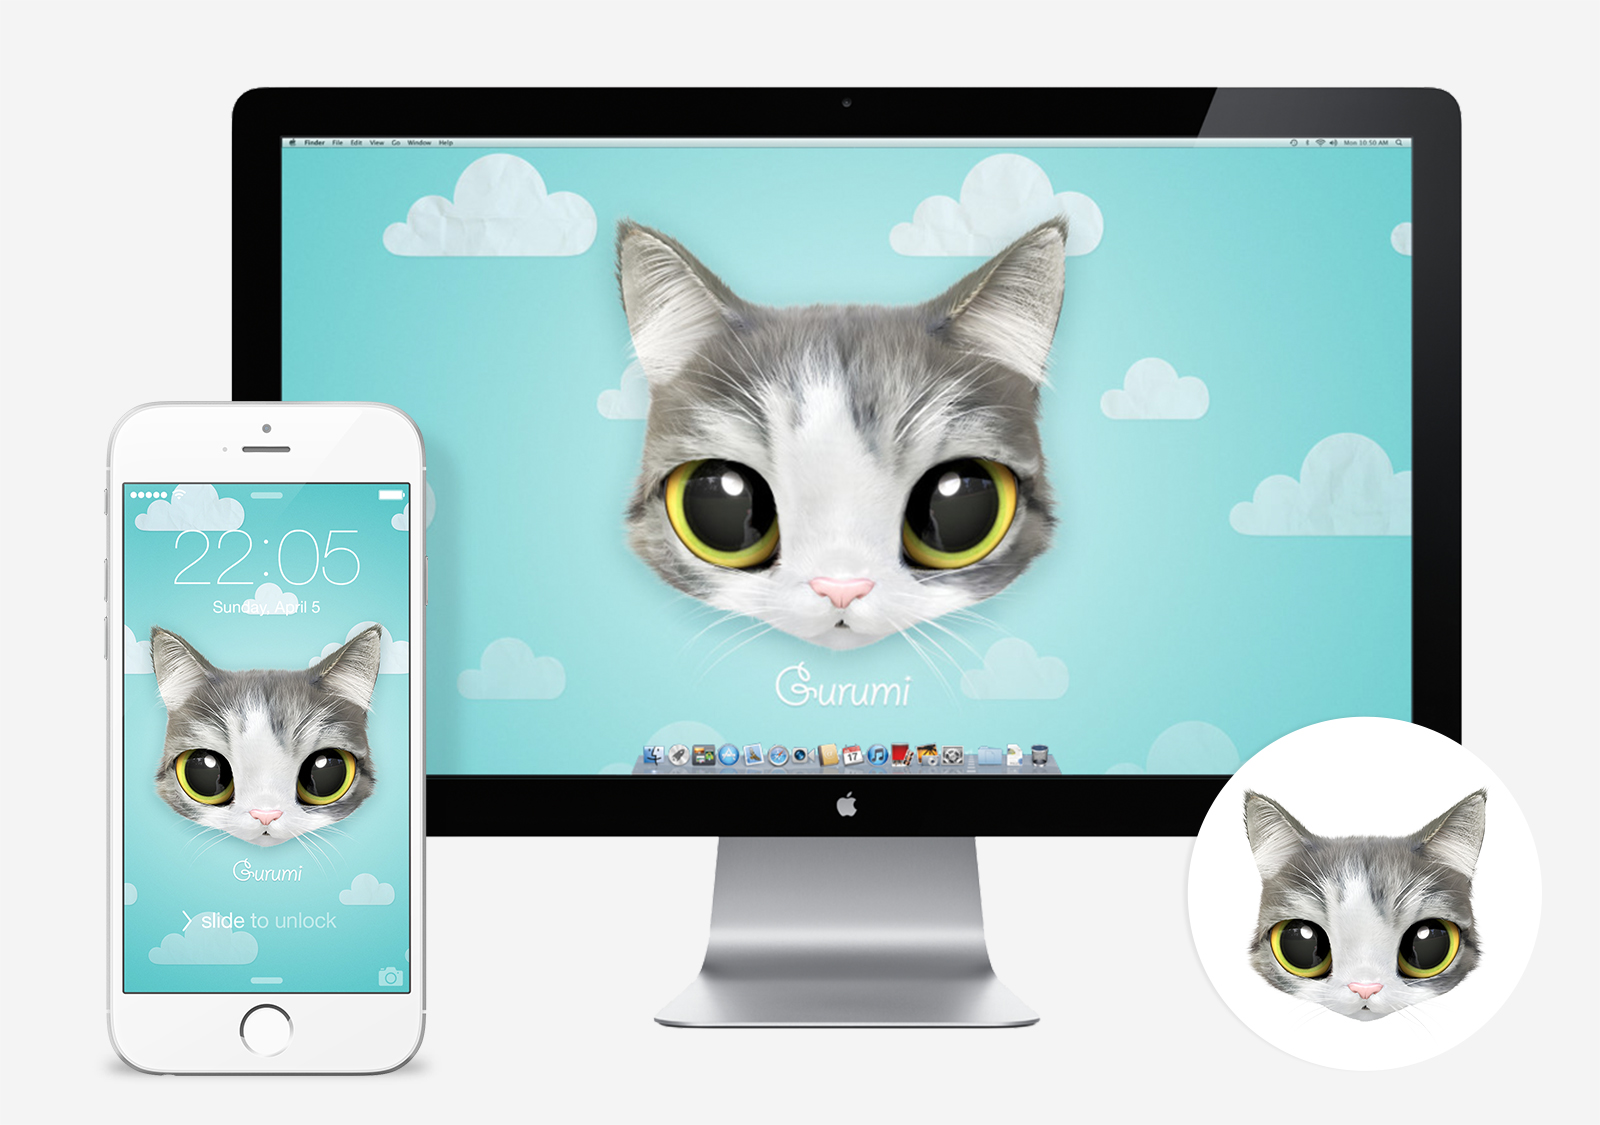 Finder File Edit View Go Window Help
Mon 10:50 AM
Gurumi
17
22:05
Sunday, April 5
Gurumi
slide to unlock